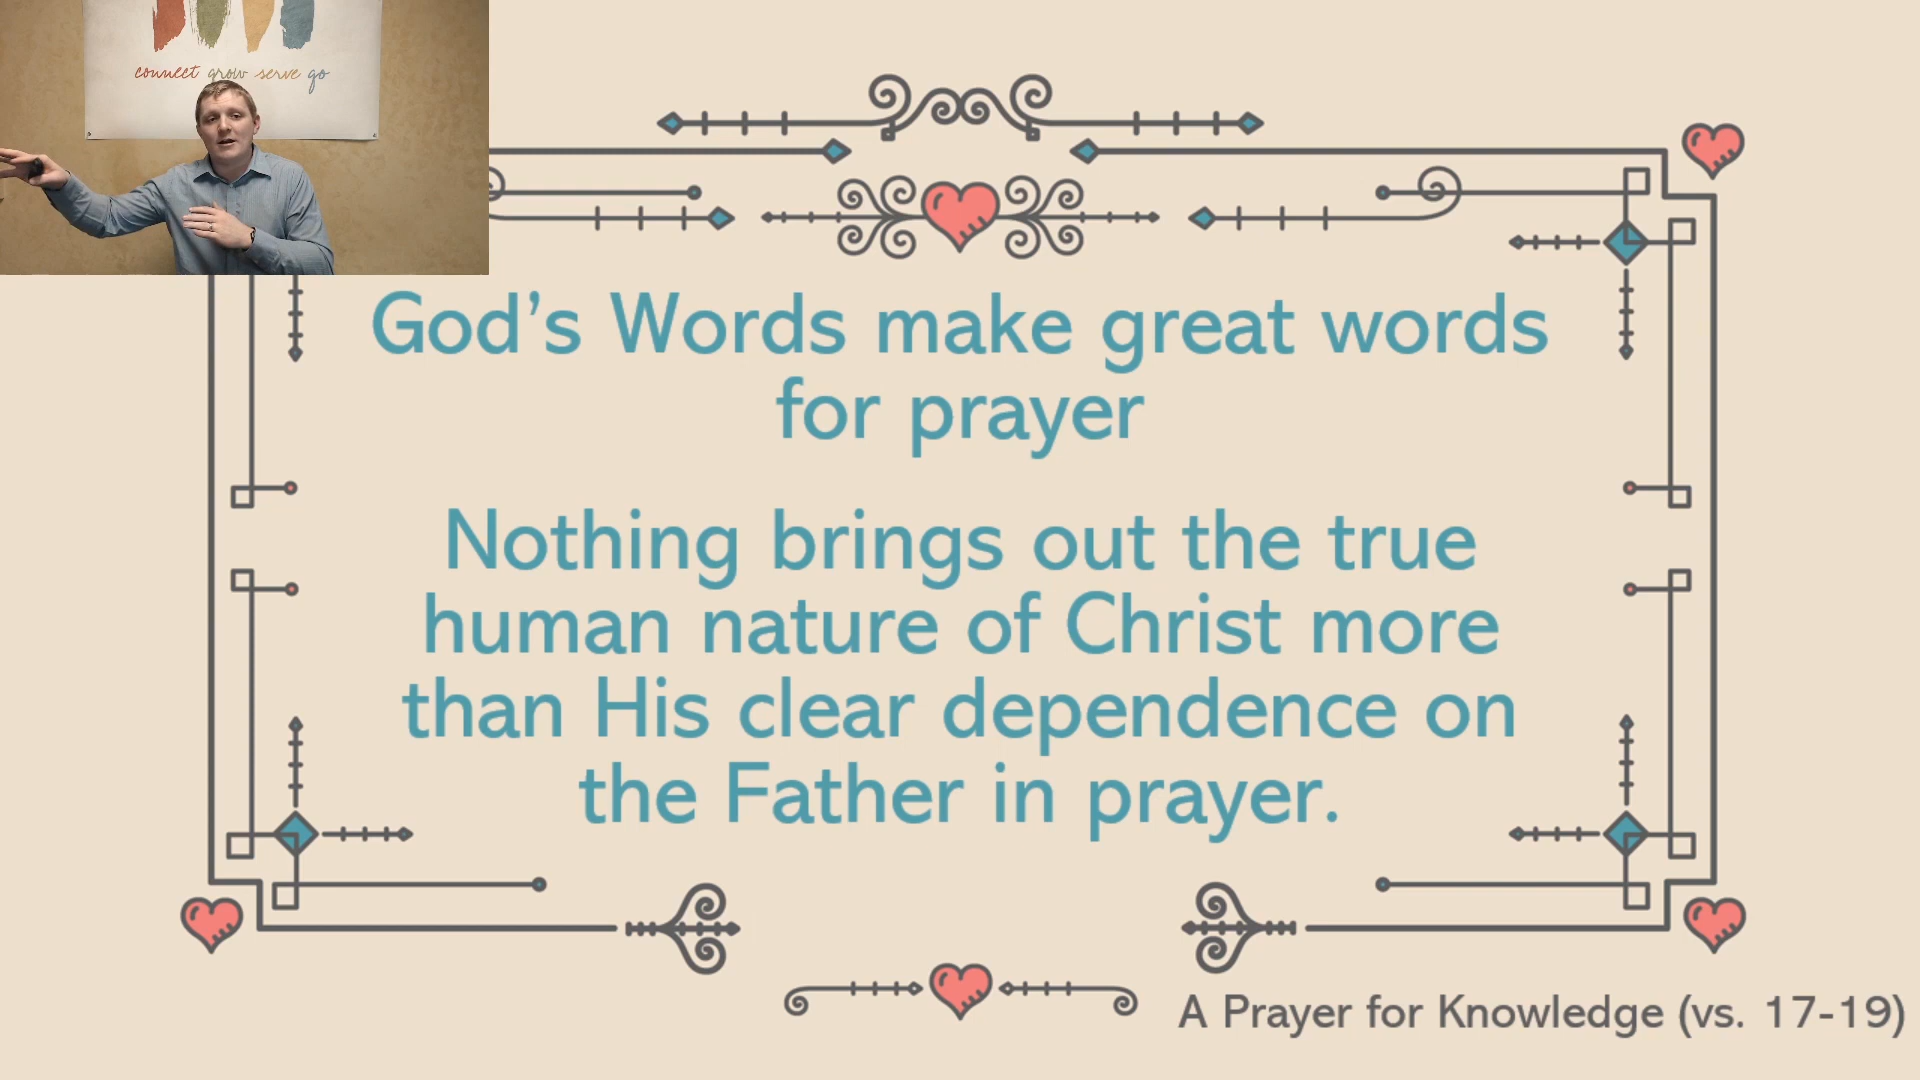 connect grow serve go
God's Words make great words
for prayer
Nothing brings out the true
human nature of Christ more
than His clear dependence on
the Father in prayer.
A Prayer for Knowledge (vs. 17-19)